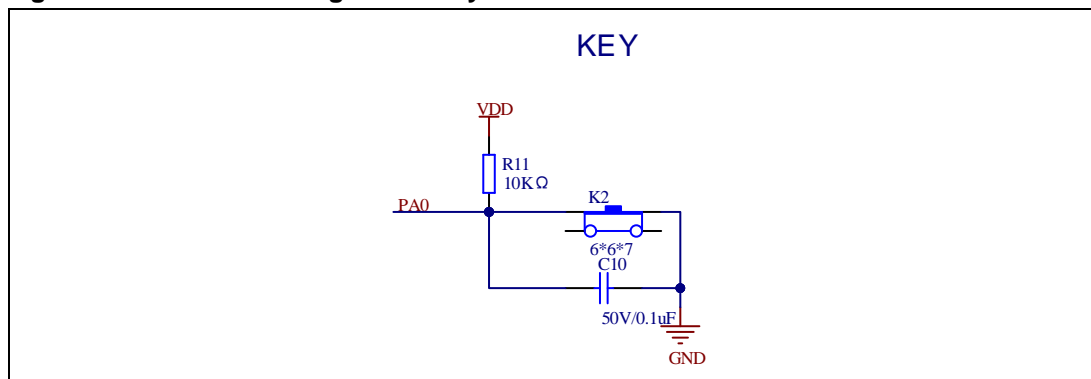 KEY
VDD
R11
10KΩ
PA0
K2
6*6*7
C10
50V/0.1uF
GND